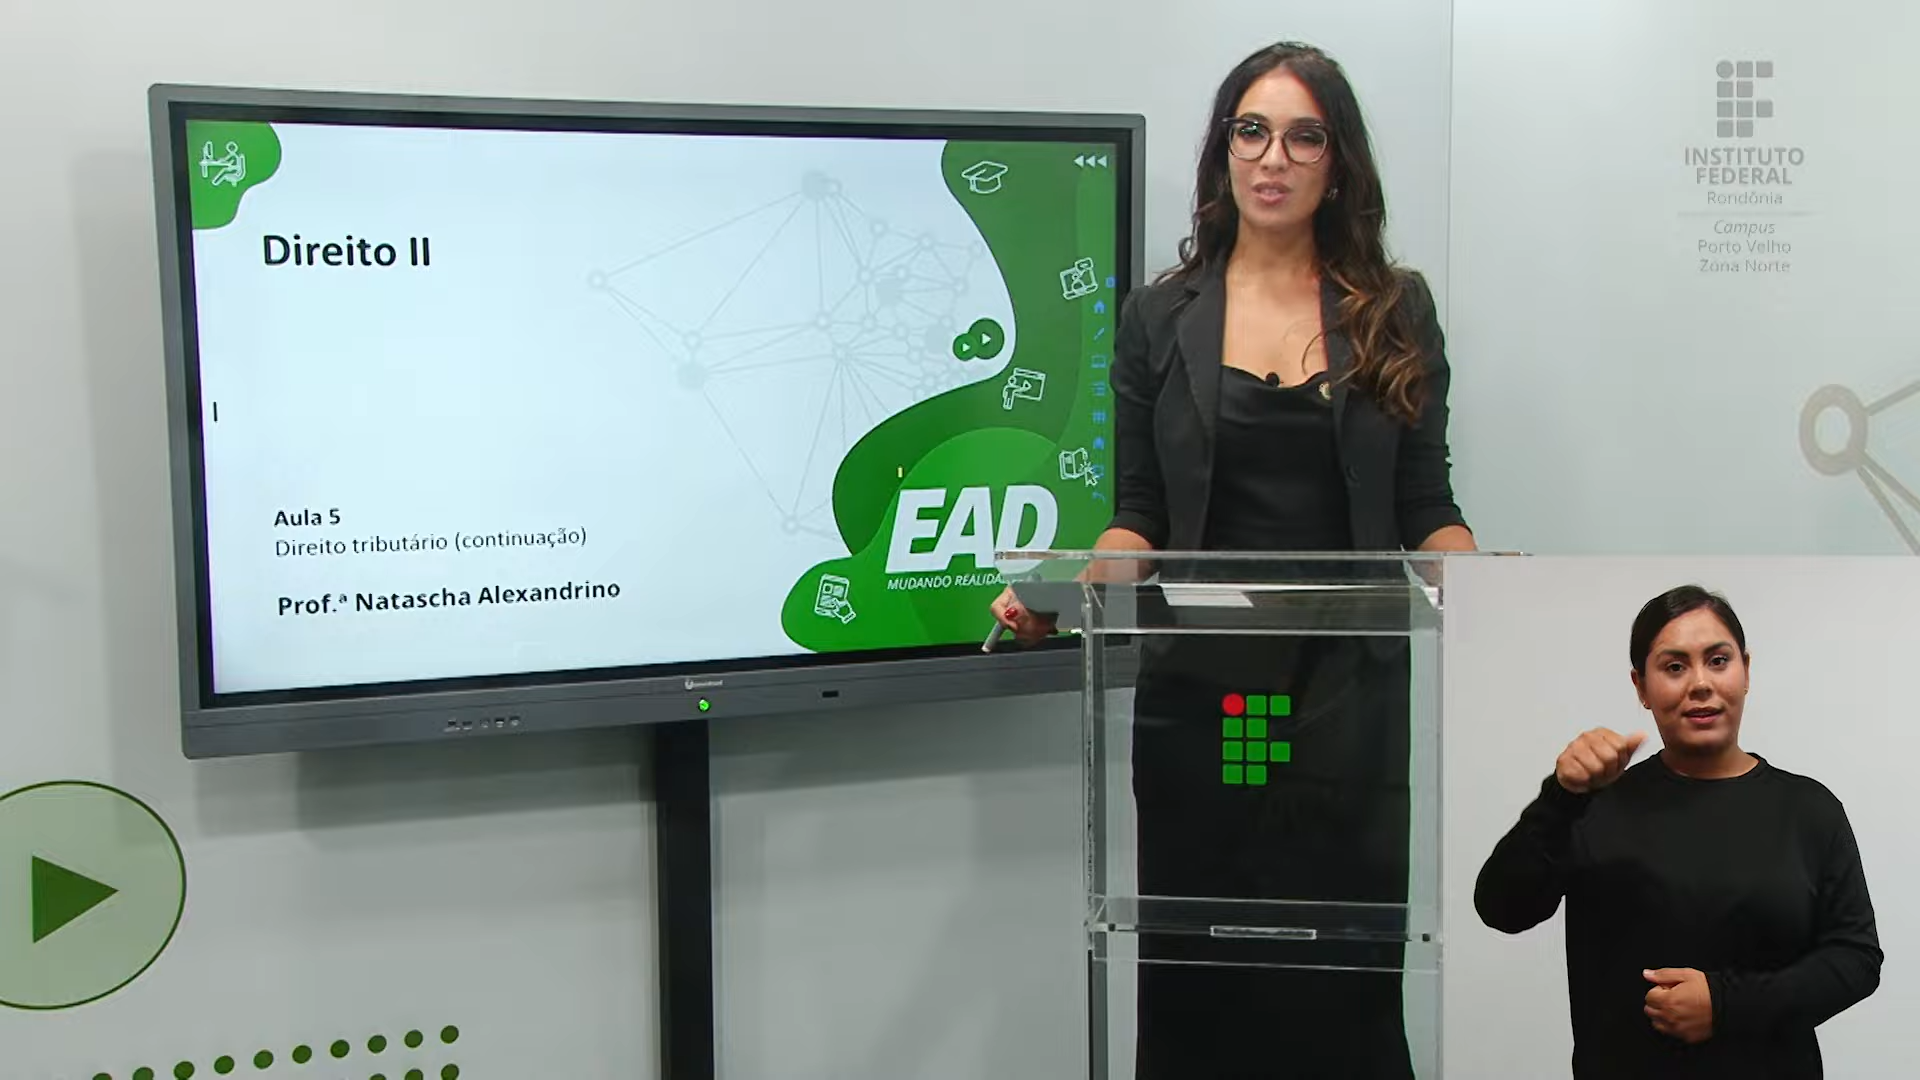 Direito II
Aula 5
Direito tributário (continuação)
Prof.ª Natascha Alexandrino
EAD
MUDANDO REALIDA
INSTITUTO
FEDERAL
Rondônia
Campus
Porto Velho
Zona Norte